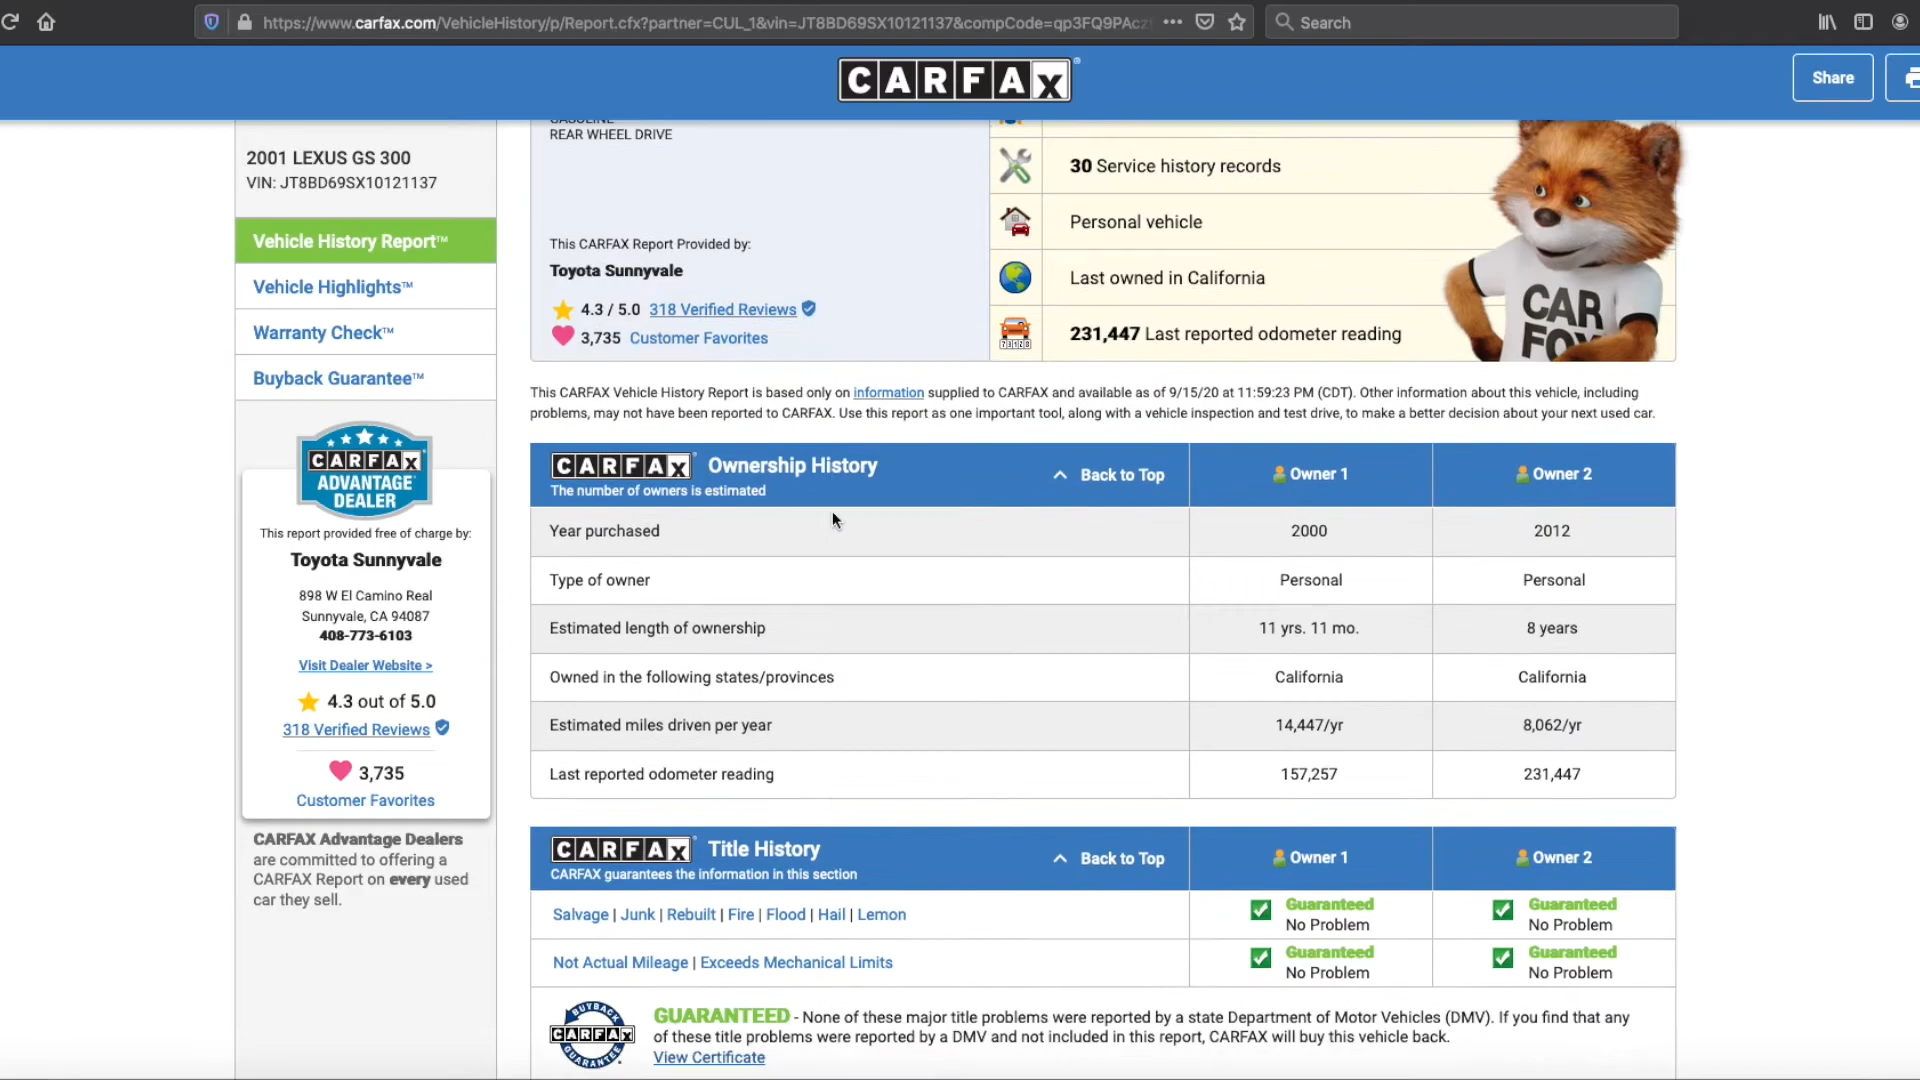 https://www.carfax.com/VehicleHistory/p/Report.cfx?partner=CUL_1&vin=JT8BD69SX10121137&compCode=qp3FQ9PAcz
Search
CARFAX
Share
2001 LEXUS GS 300
VIN: JT8BD69SX10121137
Vehicle History Report™
Vehicle Highlights™
Warranty Check™
Buyback Guarantee™
CARFAX
ADVANTAGE
DEALER
This report provided free of charge by:
Toyota Sunnyvale
898 W El Camino Real
Sunnyvale, CA 94087
408-773-6103
Visit Dealer Website >
4.3 out of 5.0
318 Verified Reviews
3,735
Customer Favorites
CARFAX Advantage Dealers
are committed to offering a
CARFAX Report on every used
car they sell.
GASOLINE
REAR WHEEL DRIVE
This CARFAX Report Provided by:
Toyota Sunnyvale
4.3 / 5.0 318 Verified Reviews
3,735 Customer Favorites
30 Service history records
Personal vehicle
Last owned in California
231,447 Last reported odometer reading
CAR
FOX
This CARFAX Vehicle History Report is based only on information supplied to CARFAX and available as of 9/15/20 at 11:59:23 PM (CDT). Other information about this vehicle, including
problems, may not have been reported to CARFAX. Use this report as one important tool, along with a vehicle inspection and test drive, to make a better decision about your next used car.
CARFAX Ownership History
The number of owners is estimated
Back to Top
Owner 1
Owner 2
Year purchased 2000 2012
Type of owner Personal Personal
Estimated length of ownership 11 yrs. 11 mo. 8 years
Owned in the following states/provinces California California
Estimated miles driven per year 14,447/yr 8,062/yr
Last reported odometer reading 157,257 231,447
CARFAX Title History
CARFAX guarantees the information in this section
Back to Top
Owner 1
Owner 2
Salvage | Junk | Rebuilt | Fire | Flood | Hail | Lemon
Guaranteed
No Problem
Guaranteed
No Problem
Not Actual Mileage | Exceeds Mechanical Limits
Guaranteed
No Problem
Guaranteed
No Problem
BUYBACK
CARFAX
GUARANTEE
GUARANTEED - None of these major title problems were reported by a state Department of Motor Vehicles (DMV). If you find that any
of these title problems were reported by a DMV and not included in this report, CARFAX will buy this vehicle back.
View Certificate